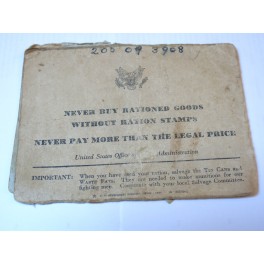 205 09 3908
NEVER BUY RATIONED GOODS
WITHOUT RATION STAMPS
NEVER PAY MORE THAN THE LEGAL PRICE
United States Office Administration
IMPORTANT: When you have used your ration, salvage the Tin Cans and
Waste Fats. They are needed to make munitions for our
fighting men. Cooperate with your local Salvage Committee.